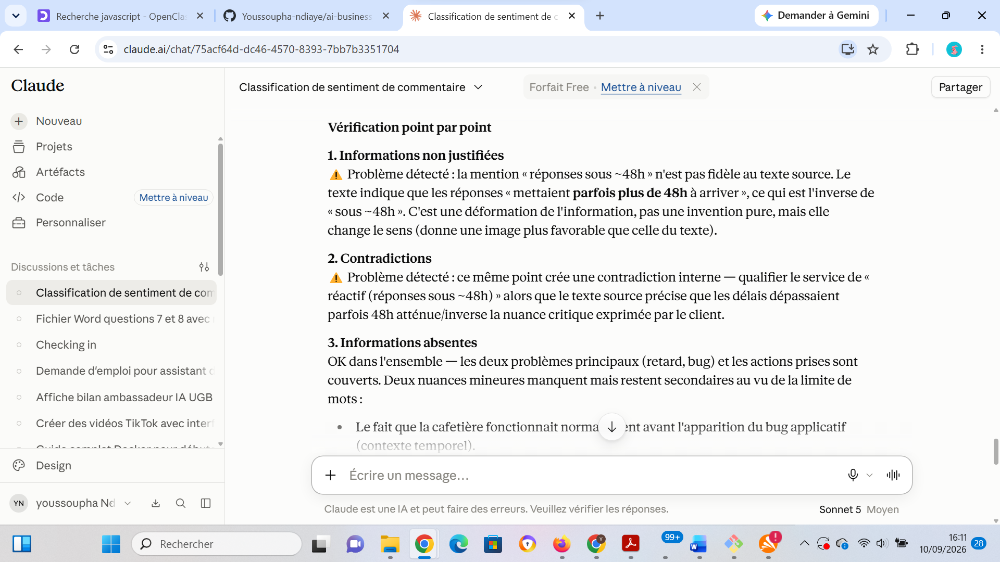 Recherche javascript - OpenCla
Youssoupha-ndiaye/ai-business
Classification de sentiment de c
Demander à Gemini
claude.ai/chat/75acf64d-dc46-4570-8393-7bb7b3351704
Claude
Nouveau
Projets
Artéfacts
Code
Mettre à niveau
Personnaliser
Discussions et tâches
Classification de sentiment de com
Fichier Word questions 7 et 8 avec
Checking in
Demande d'emploi pour assistant
Affiche bilan ambassadeur IA UGB
Créer des vidéos TikTok avec interf
Guide complet Docker pour début
Design
YN
youssoupha Nd
Classification de sentiment de commentaire
Forfait Free • Mettre à niveau
Partager
Vérification point par point
1. Informations non justifiées
⚠️ Problème détecté : la mention « réponses sous ~48h » n'est pas fidèle au texte source. Le
texte indique que les réponses « mettaient parfois plus de 48h à arriver », ce qui est l'inverse de
« sous ~48h ». C'est une déformation de l'information, pas une invention pure, mais elle
change le sens (donne une image plus favorable que celle du texte).
2. Contradictions
⚠️ Problème détecté : ce même point crée une contradiction interne — qualifier le service de «
réactif (réponses sous ~48h) » alors que le texte source précise que les délais dépassaient
parfois 48h atténue/inverse la nuance critique exprimée par le client.
3. Informations absentes
OK dans l'ensemble — les deux problèmes principaux (retard, bug) et les actions prises sont
couverts. Deux nuances mineures manquent mais restent secondaires au vu de la limite de
mots :
• Le fait que la cafetière fonctionnait norma ent avant l'apparition du bug applicatif
(contexte temporel).
Écrire un message…
Claude est une IA et peut faire des erreurs. Veuillez vérifier les réponses.
Sonnet 5 Moyen
Rechercher
99+
16:11
10/09/2026
28